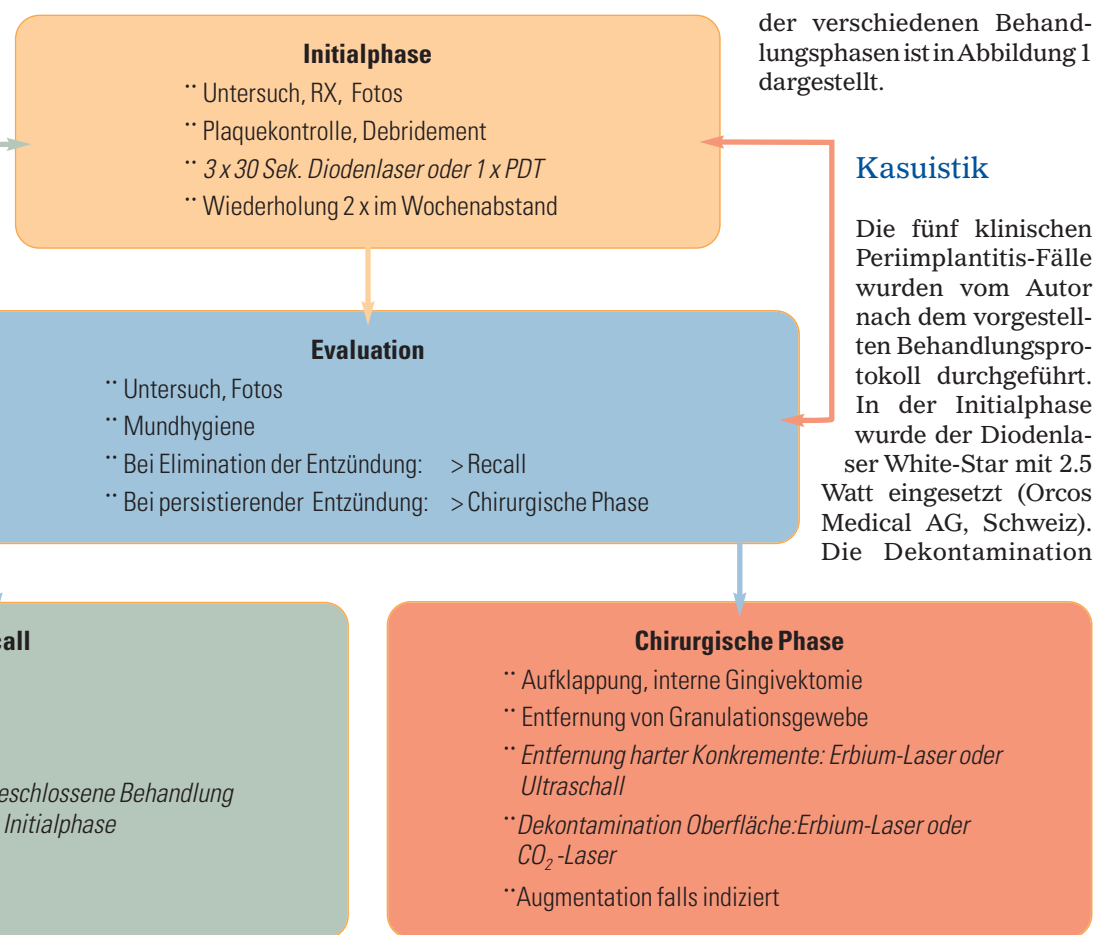 der verschiedenen Behand-
lungsphasen ist in Abbildung 1
dargestellt.
Initialphase
¨ Untersuch, RX, Fotos
¨ Plaquekontrolle, Debridement
¨ 3 x 30 Sek. Diodenlaser oder 1 x PDT
¨ Wiederholung 2 x im Wochenabstand
Evaluation
¨ Untersuch, Fotos
¨ Mundhygiene
¨ Bei Elimination der Entzündung: > Recall
¨ Bei persistierender Entzündung: > Chirurgische Phase
call
eschlossene Behandlung
Initialphase
Chirurgische Phase
¨ Aufklappung, interne Gingivektomie
¨ Entfernung von Granulationsgewebe
¨ Entfernung harter Konkremente: Erbium-Laser oder
Ultraschall
¨ Dekontamination Oberfläche:Erbium-Laser oder
CO₂ -Laser
¨Augmentation falls indiziert
Kasuistik
Die fünf klinischen
Periimplantitis-Fälle
wurden vom Autor
nach dem vorgestell-
ten Behandlungspro-
tokoll durchgeführt.
In der Initialphase
wurde der Diodenla-
ser White-Star mit 2.5
Watt eingesetzt (Orcos
Medical AG, Schweiz).
Die Dekontamination